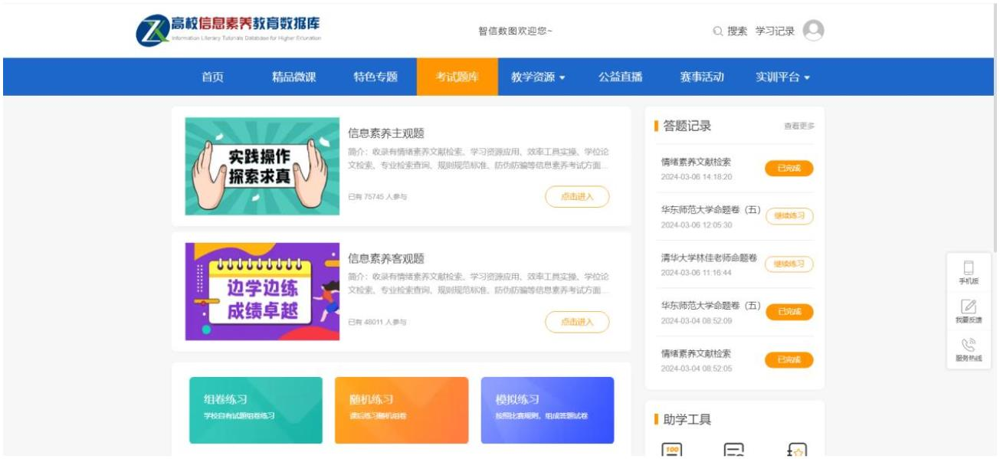 高校信息素养教育数据库
Information Literacy Tutorials Database for Higher Education
智信数图欢迎您~
搜索 学习记录
首页 精品微课 特色专题 考试题库 教学资源 公益直播 赛事活动 实训平台
实践操作
探索求真
信息素养主观题
简介：收录有情绪素养文献检索、学习资源应用、效率工具实操、学位论
文检索、专业检索查询、规则规范标准、防伪防骗等信息素养考试方面...
已有 75745 人参与
点击进入
边学边练
成绩卓越
信息素养客观题
简介：收录有情绪素养文献检索、学习资源应用、效率工具实操、学位论
文检索、专业检索查询、规则规范标准、防伪防骗等信息素养考试方面...
已有 48011 人参与
点击进入
组卷练习
学校自有试题组卷练习
随机练习
课后练习随机组卷
模拟练习
按照比赛规则，组成答题试卷
答题记录 查看更多
情绪素养文献检索
2024-03-06 14:18:20
已完成
华东师范大学命题卷（五）
2024-03-06 12:05:30
继续练习
清华大学林佳老师命题卷
2024-03-06 11:16:44
继续练习
华东师范大学命题卷（五）
2024-03-04 08:52:09
已完成
情绪素养文献检索
2024-03-04 08:52:05
已完成
助学工具
100
手机版
我要反馈
服务热线